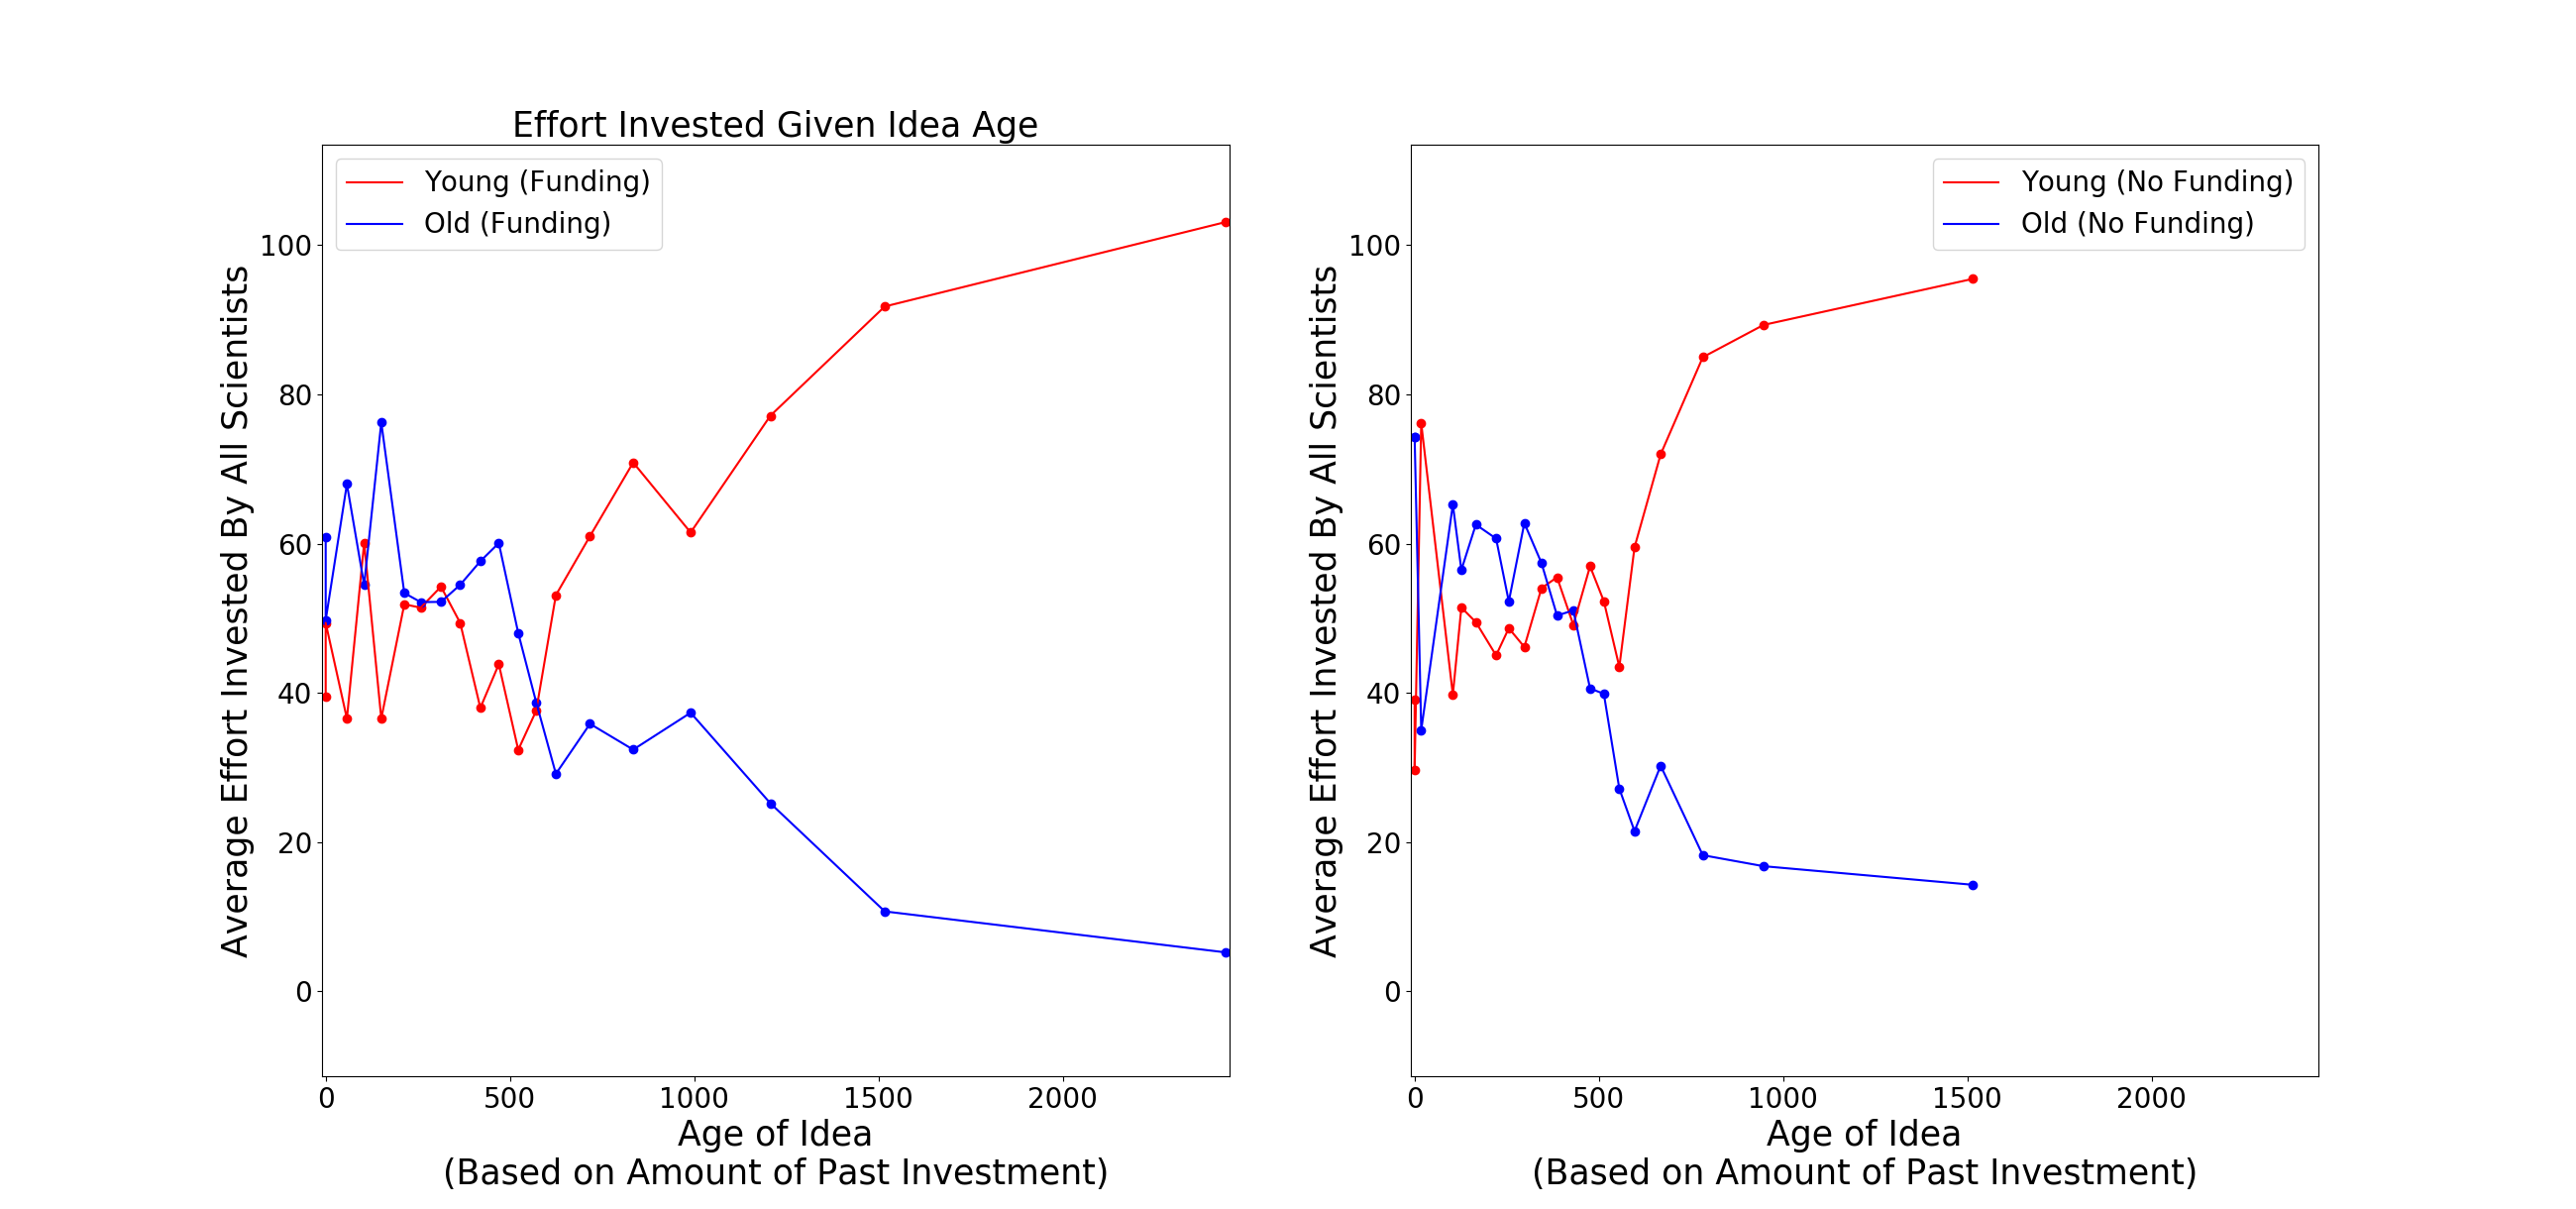 Effort Invested Given Idea Age
Young (Funding)
Old (Funding)
Average Effort Invested By All Scientists
100
80
60
40
20
0
0 500 1000 1500 2000
Age of Idea
(Based on Amount of Past Investment)
Young (No Funding)
Old (No Funding)
Average Effort Invested By All Scientists
100
80
60
40
20
0
0 500 1000 1500 2000
Age of Idea
(Based on Amount of Past Investment)